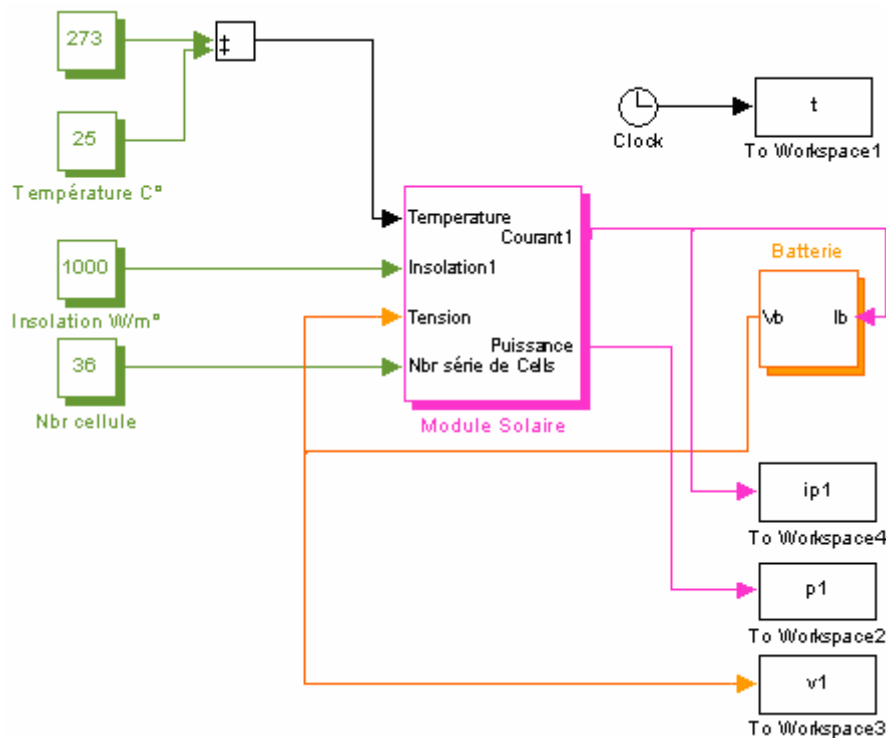 273
25
Température C°
1000
Insolation W/m°
36
Nbr cellule
Temperature
Courant1
Insolation1
Tension
Puissance
Nbr série de Cells
Module Solaire
Clock
t
To Workspace1
Batterie
Vb
Ib
ip1
To Workspace4
p1
To Workspace2
v1
To Workspace3